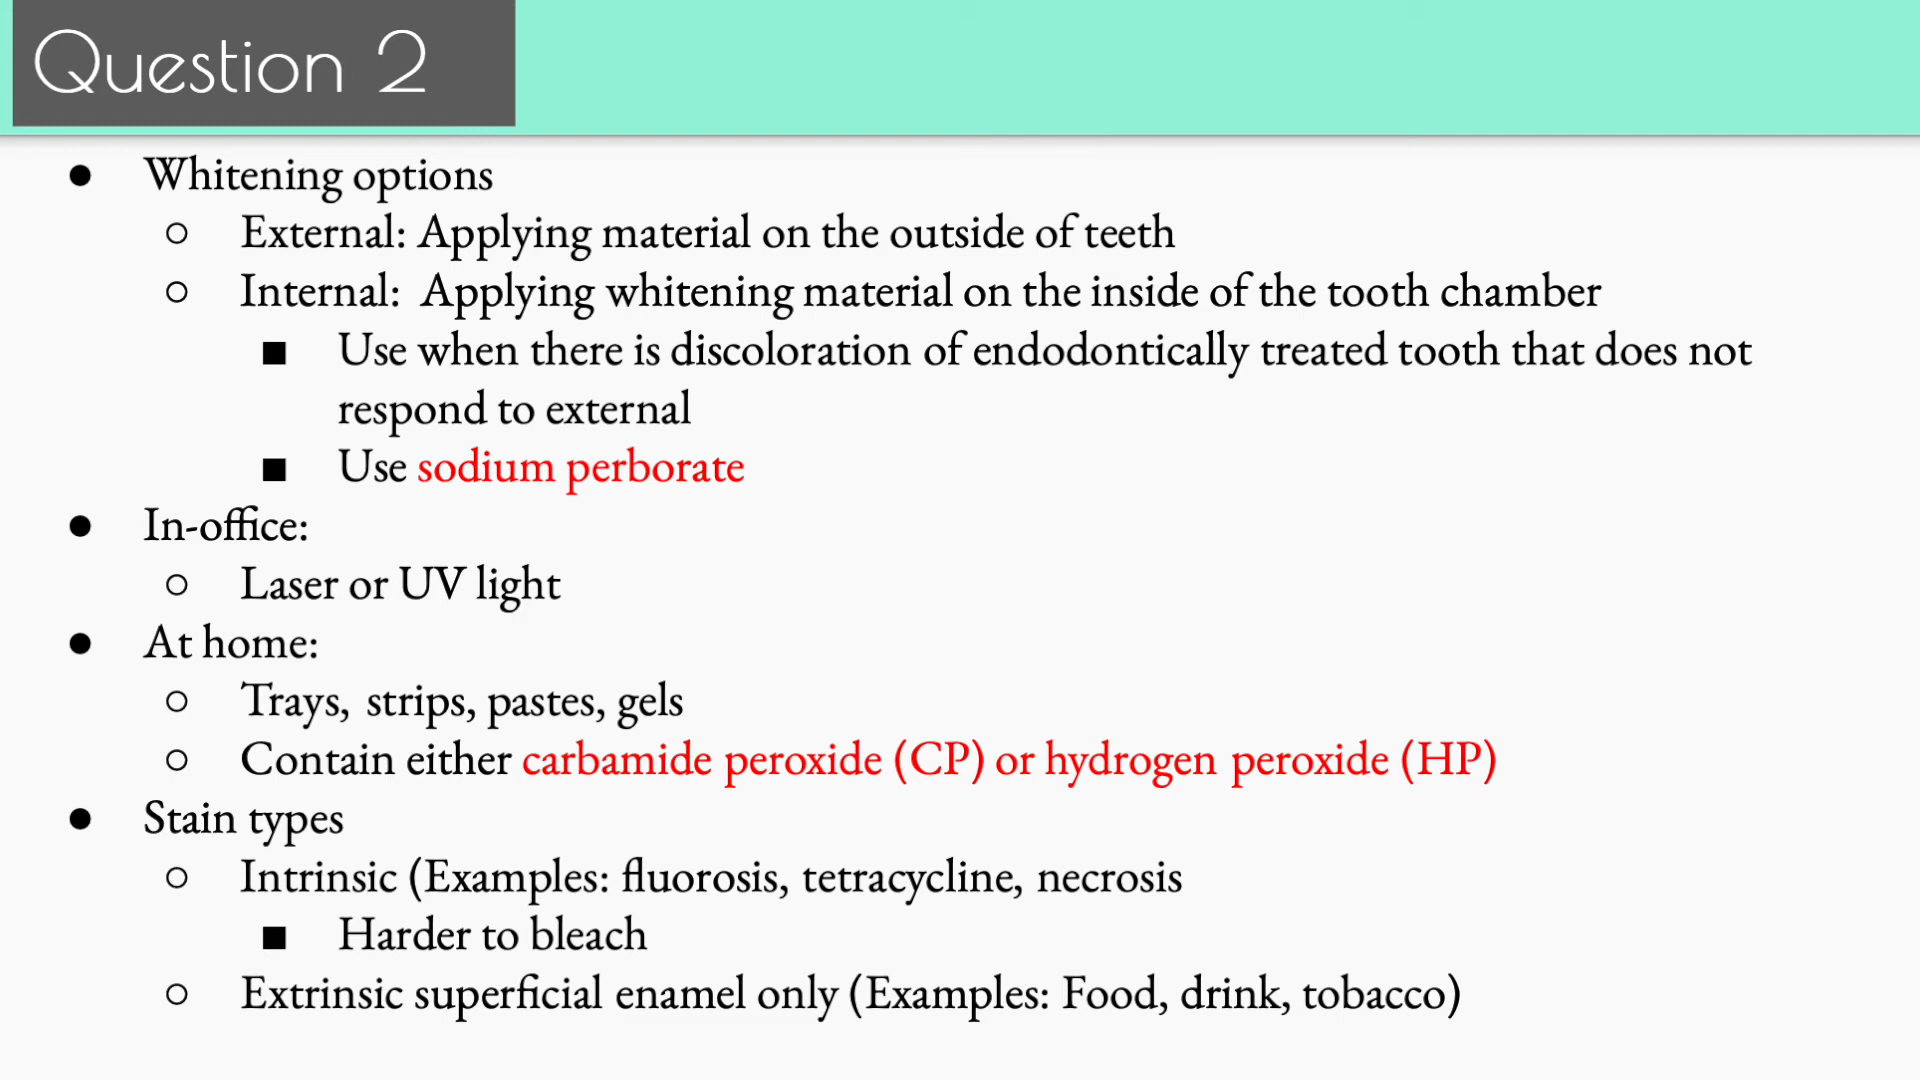 Question 2
● Whitening options
○ External: Applying material on the outside of teeth
○ Internal: Applying whitening material on the inside of the tooth chamber
■ Use when there is discoloration of endodontically treated tooth that does not
respond to external
■ Use sodium perborate
● In-office:
○ Laser or UV light
● At home:
○ Trays, strips, pastes, gels
○ Contain either carbamide peroxide (CP) or hydrogen peroxide (HP)
● Stain types
○ Intrinsic (Examples: fluorosis, tetracycline, necrosis
■ Harder to bleach
○ Extrinsic superficial enamel only (Examples: Food, drink, tobacco)